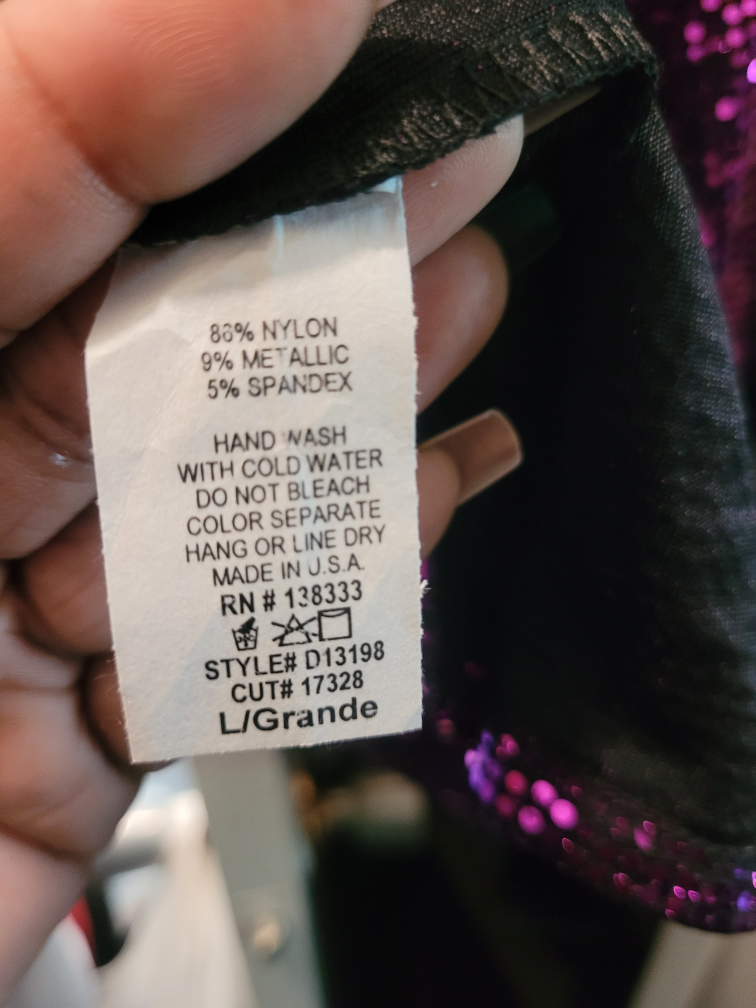 86% NYLON
9% METALLIC
5% SPANDEX
HAND WASH
WITH COLD WATER
DO NOT BLEACH
COLOR SEPARATE
HANG OR LINE DRY
MADE IN U.S.A.
RN # 138333
STYLE# D13198
CUT# 17328
L/Grande